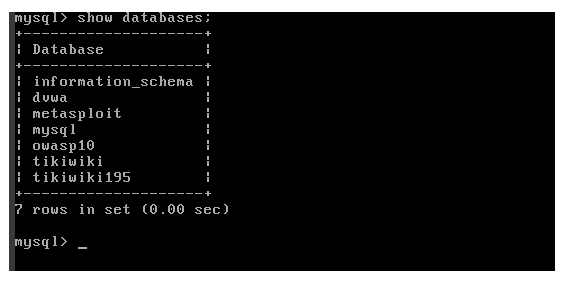 mysql> show databases;
+--------------------+
| Database           |
+--------------------+
| information_schema |
| dvwa               |
| metasploit         |
| mysql              |
| owasp10            |
| tikiwiki           |
| tikiwiki195        |
+--------------------+
7 rows in set (0.00 sec)
mysql> _